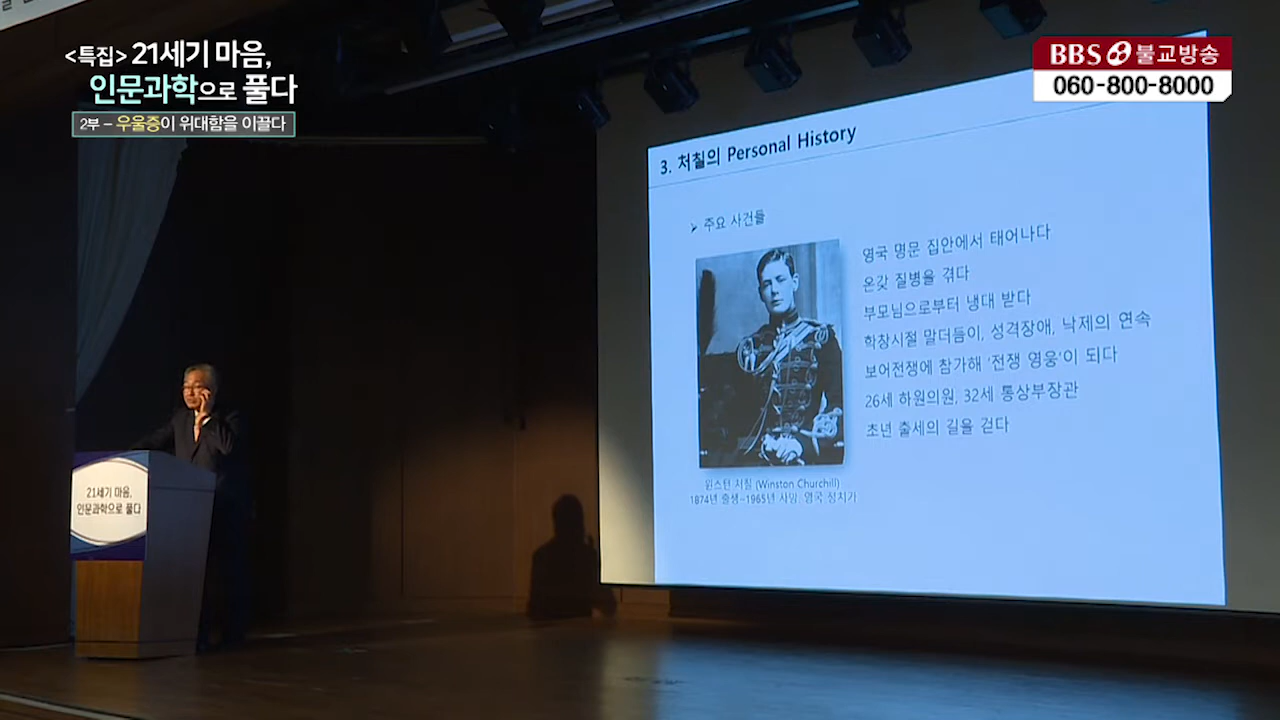 <특집> 21세기 마음,
인문과학으로 풀다
2부 - 우울증이 위대함을 이끌다
BBS 불교방송
060-800-8000
3. 처칠의 Personal History
➢ 주요 사건들
영국 명문 집안에서 태어나다
온갖 질병을 겪다
부모님으로부터 냉대 받다
학창시절 말더듬이, 성격장애, 낙제의 연속
보어전쟁에 참가해 '전쟁 영웅'이 되다
26세 하원의원, 32세 통상부장관
초년 출세의 길을 걷다
윈스턴 처칠 (Winston Churchill)
1874년 출생~1965년 사망. 영국 정치가
21세기 마음,
인문과학으로 풀다